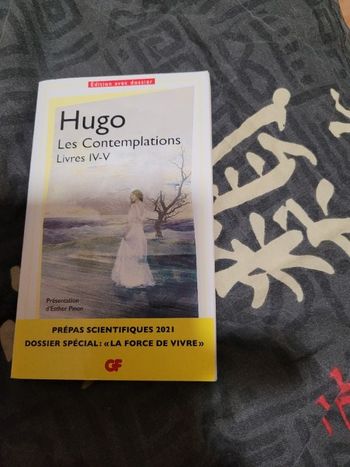 Édition avec dossier
Hugo
Les Contemplations
Livres IV-V
Présentation
d'Esther Pinon
PRÉPAS SCIENTIFIQUES 2021
DOSSIER SPÉCIAL : « LA FORCE DE VIVRE »
GF